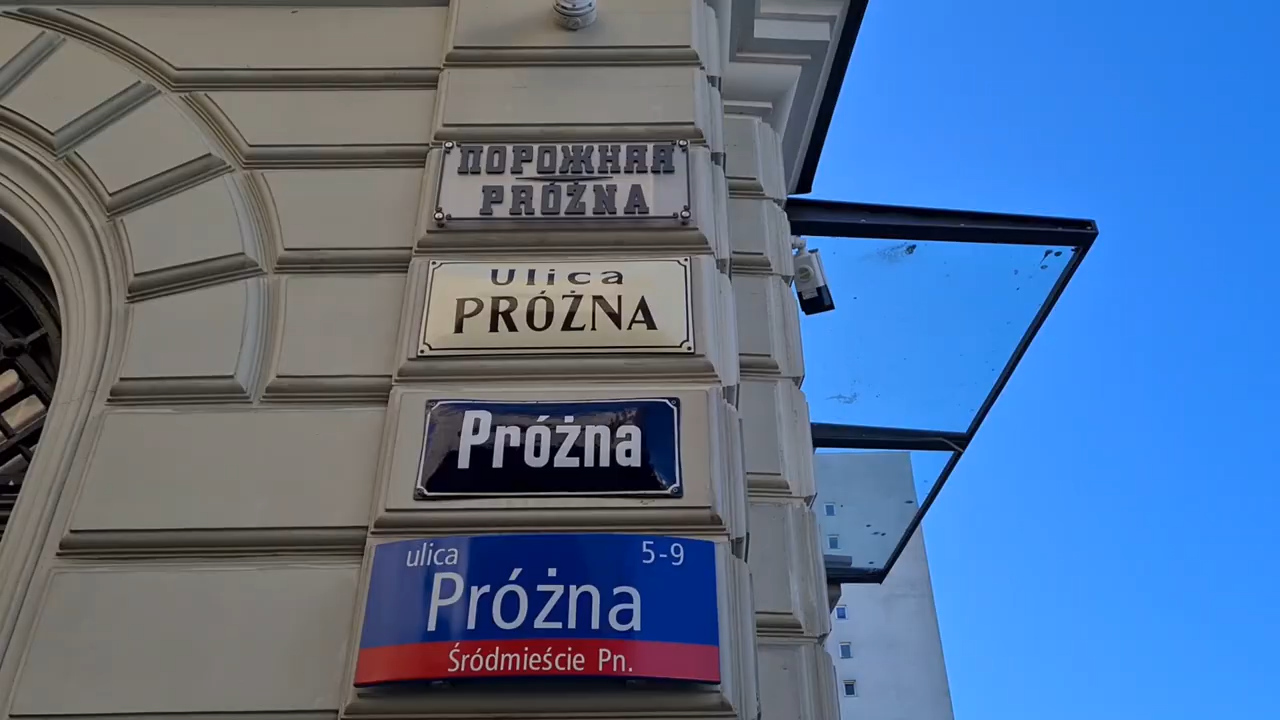 ПОРОЖНАЯ
PRÓŻNA
Ulica
PRÓŻNA
Próżna
ulica 5-9
Próżna
Śródmieście Pn.